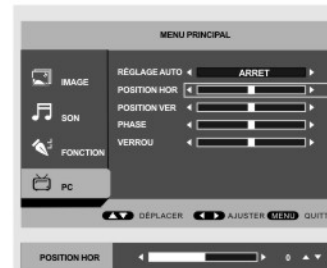 MENU PRINCIPAL
IMAGE
SON
FONCTION
PC
RÉGLAGE AUTO ARRET
POSITION HOR
POSITION VER
PHASE
VERROU
DÉPLACER AJUSTER MENU QUITT
POSITION HOR 0